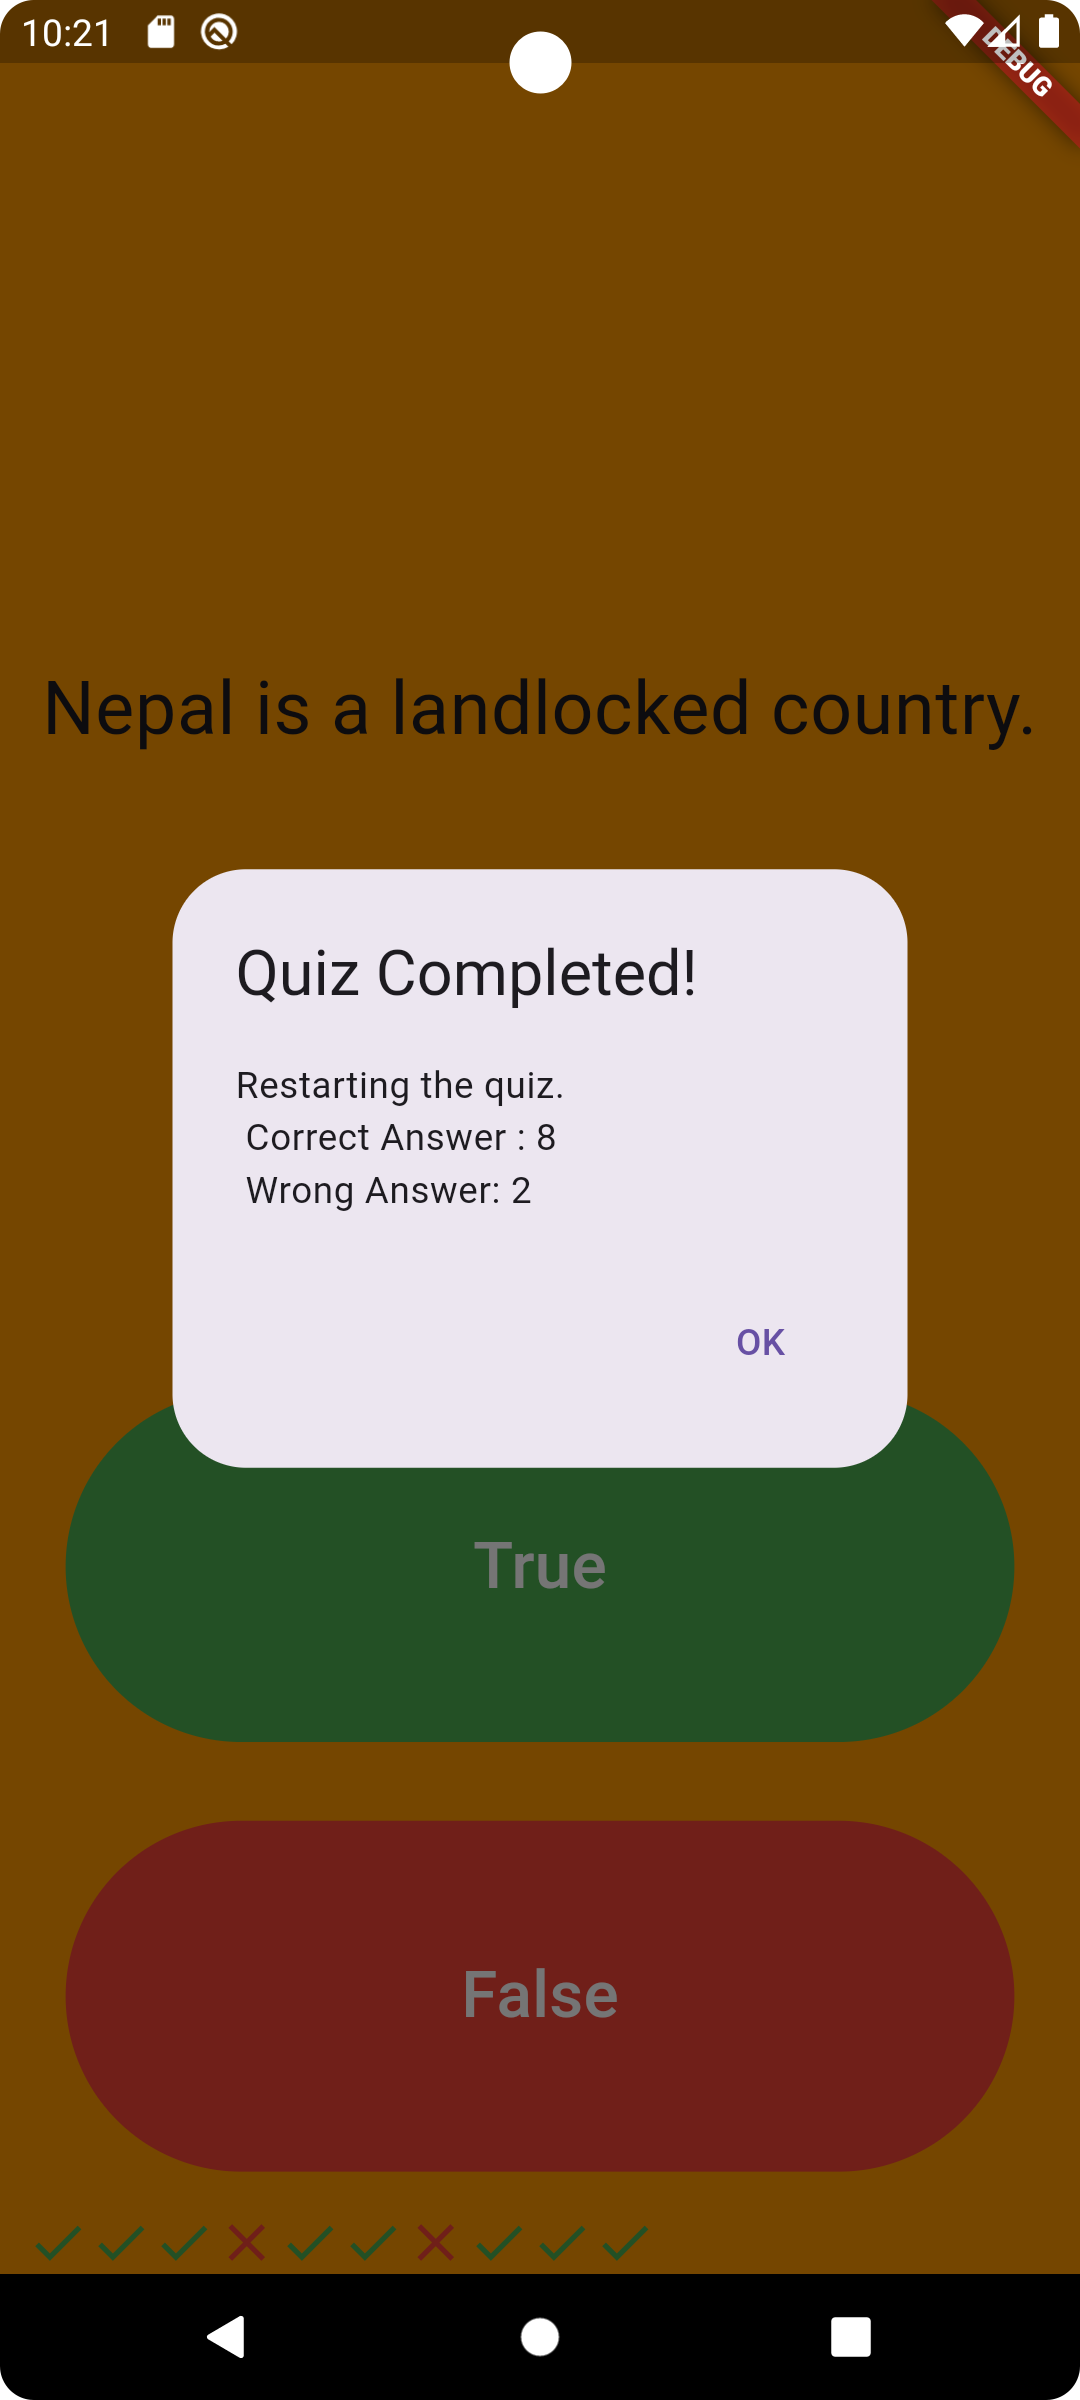 10:21
DEBUG
Nepal is a landlocked country.
Quiz Completed!
Restarting the quiz.
Correct Answer : 8
Wrong Answer: 2
OK
True
False